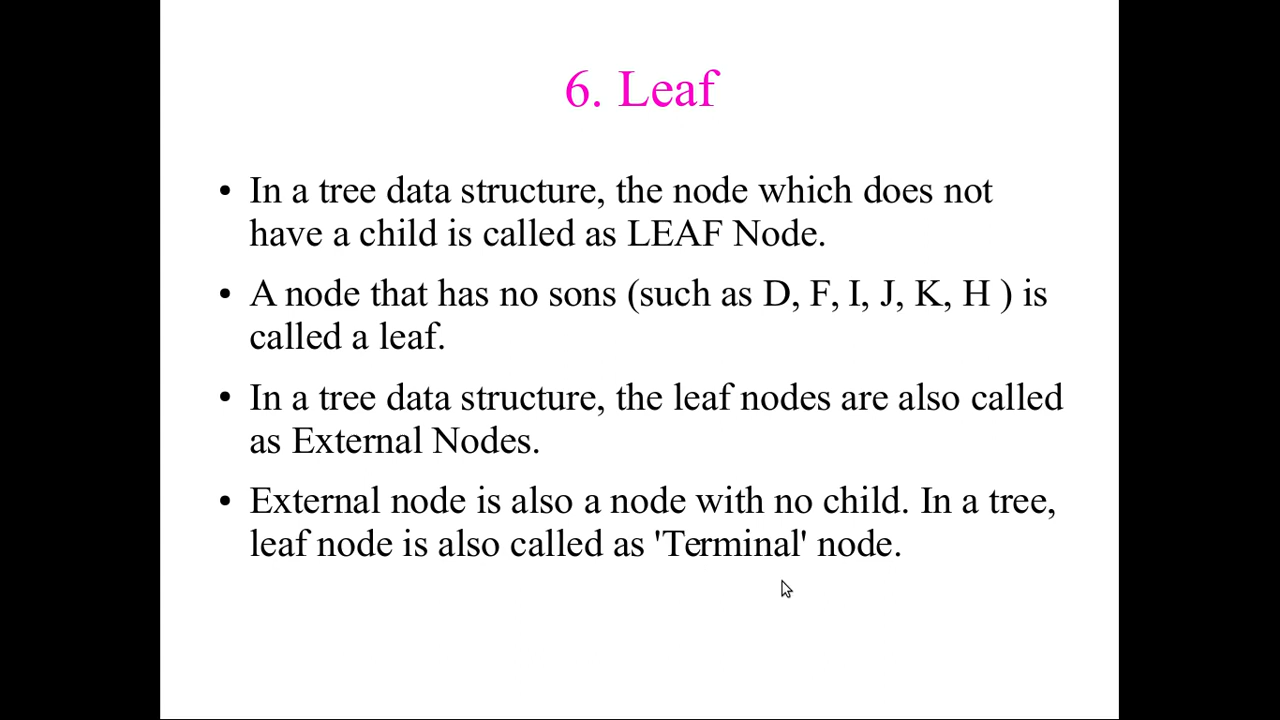 6. Leaf
• In a tree data structure, the node which does not
have a child is called as LEAF Node.
• A node that has no sons (such as D, F, I, J, K, H ) is
called a leaf.
• In a tree data structure, the leaf nodes are also called
as External Nodes.
• External node is also a node with no child. In a tree,
leaf node is also called as 'Terminal' node.